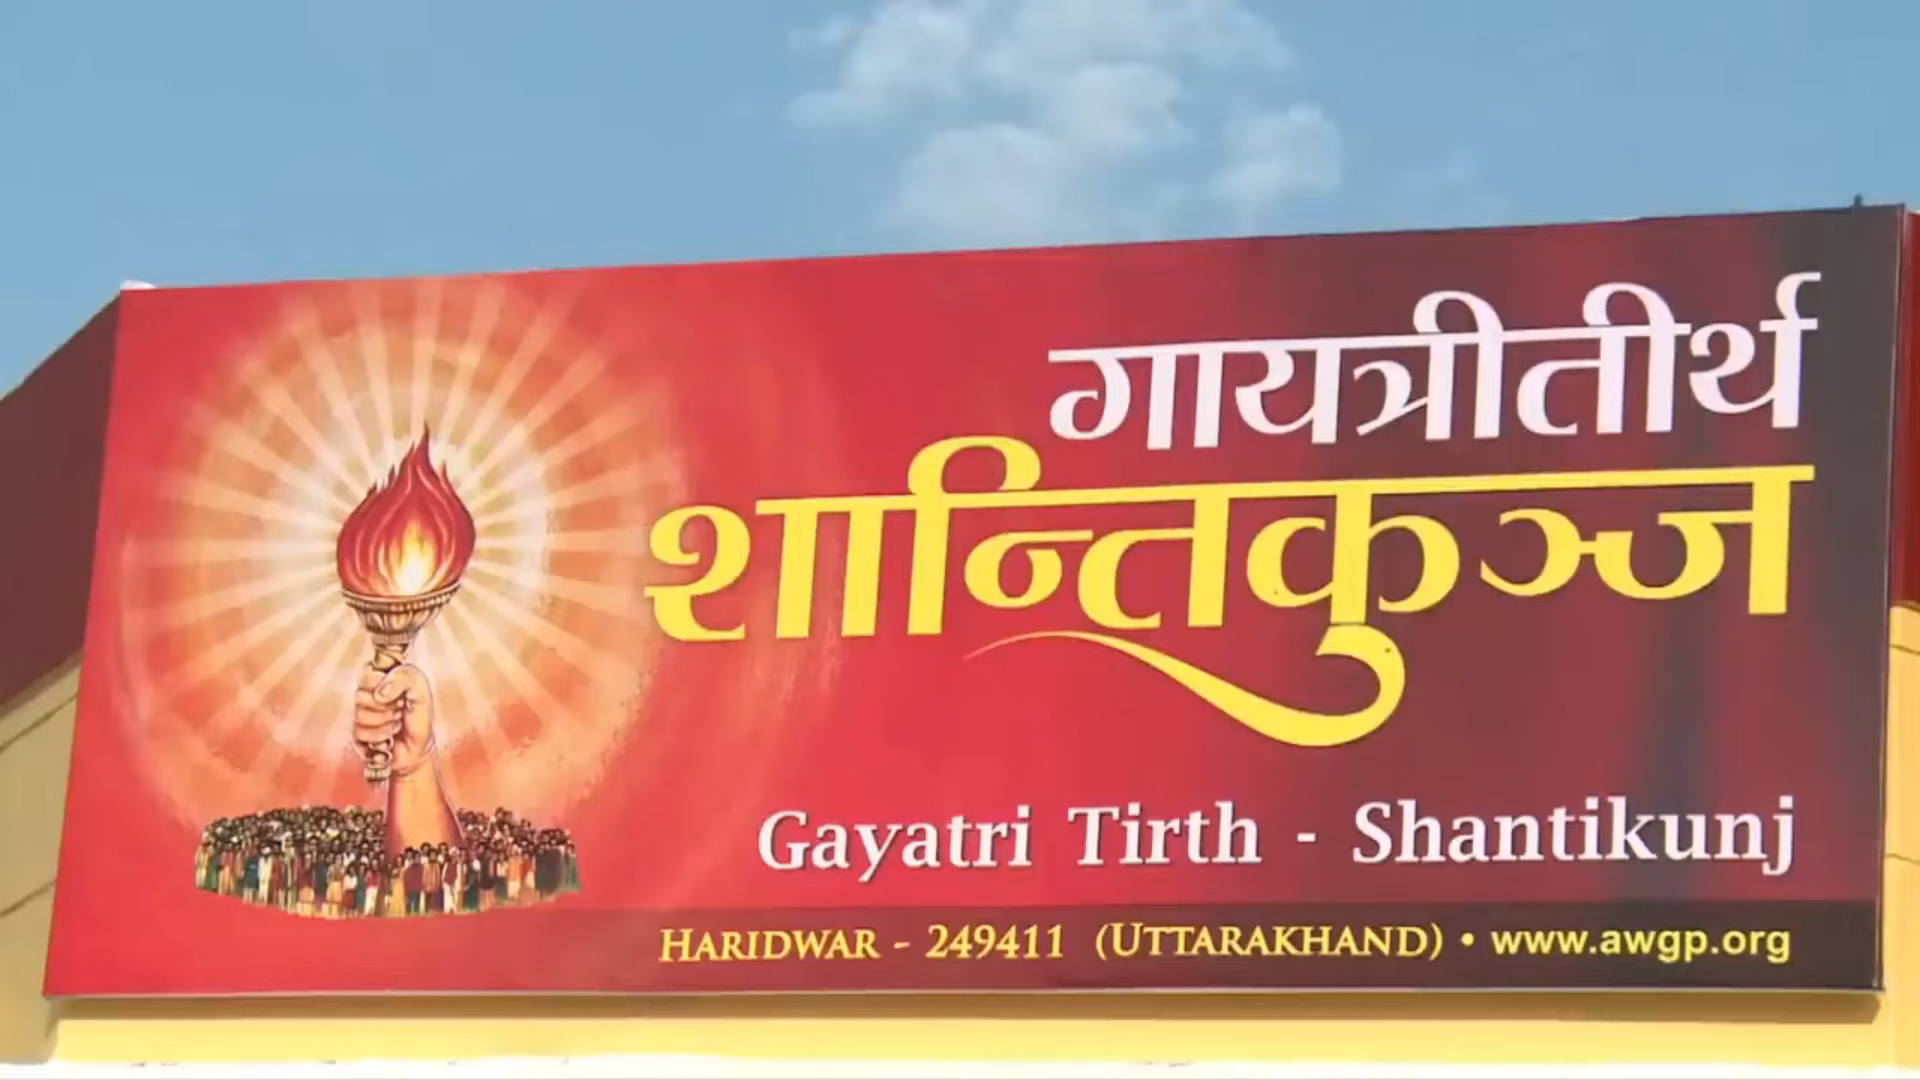 गायत्रीतीर्थ
शान्तिकुञ्ज
Gayatri Tirth - Shantikunj
HARIDWAR - 249411 (UTTARAKHAND) • www.awgp.org